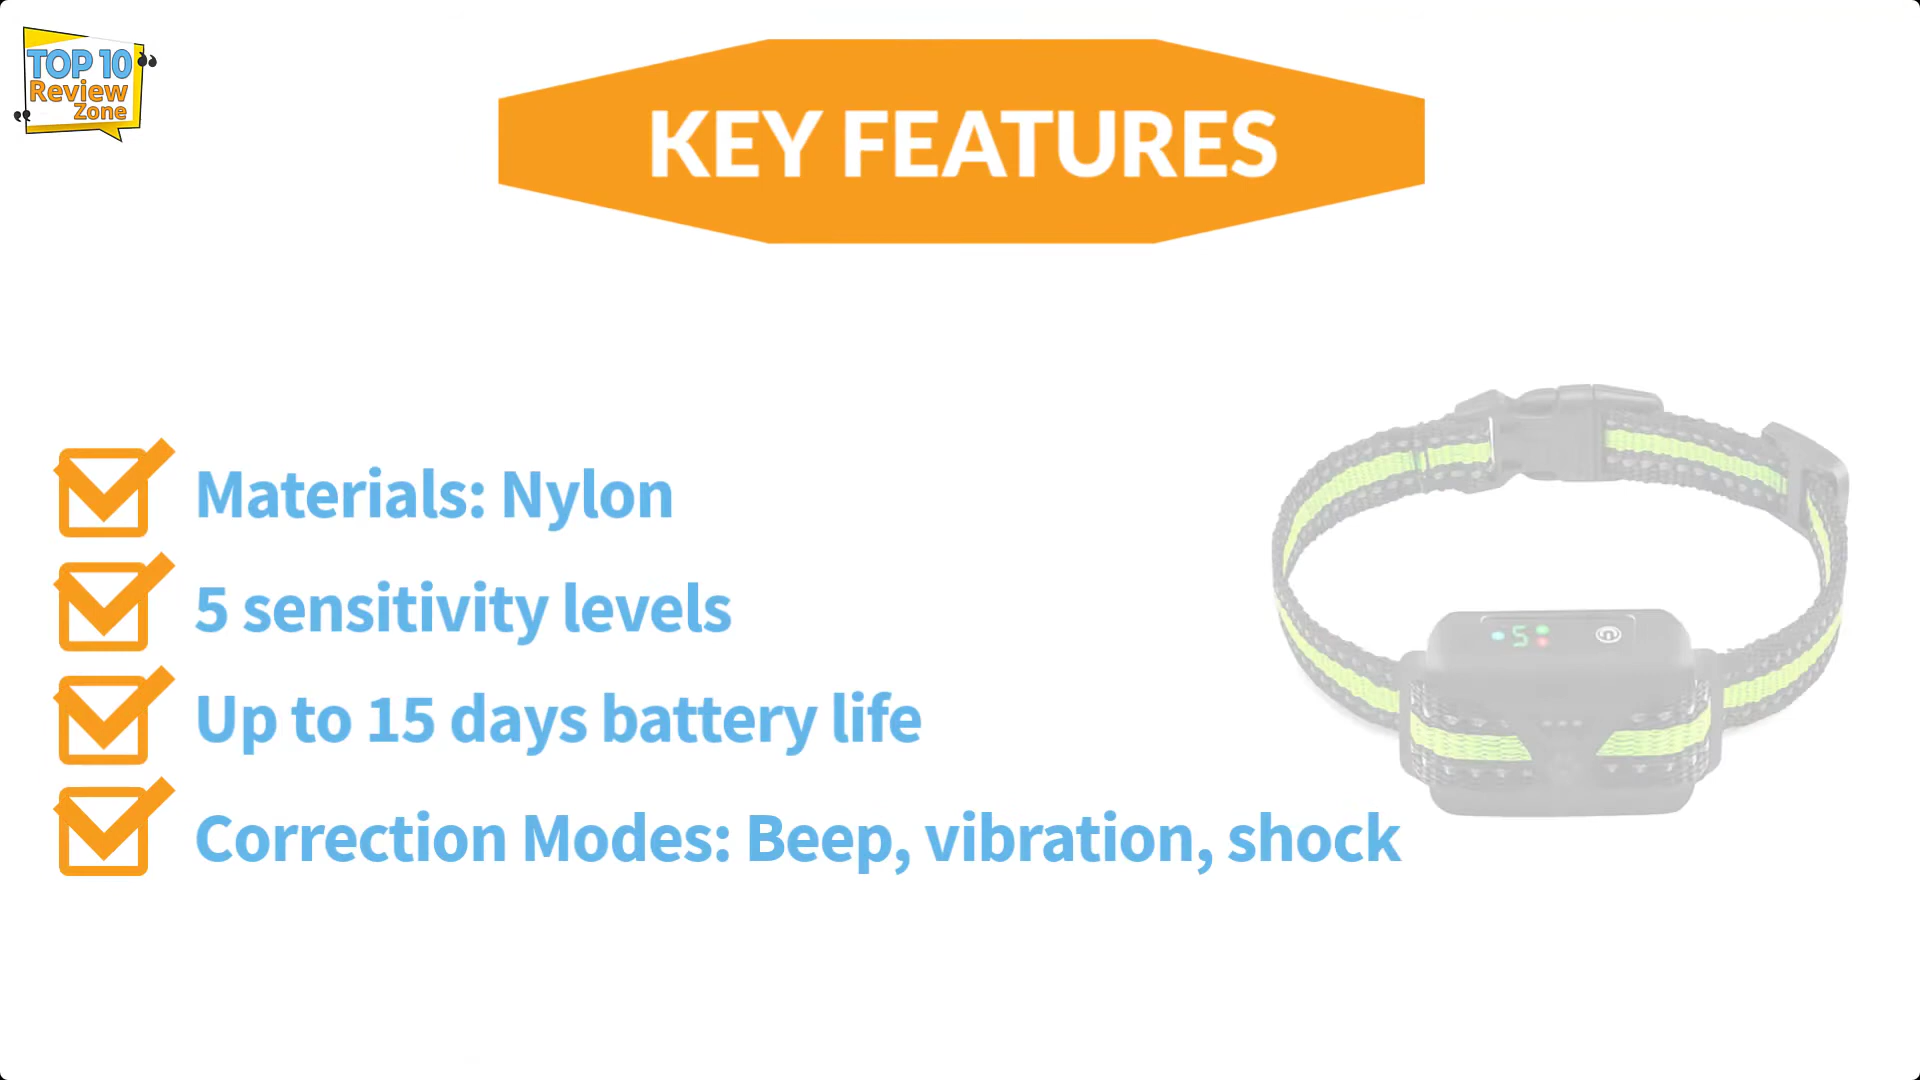 TOP 10
Review
Zone
KEY FEATURES
Materials: Nylon
5 sensitivity levels
Up to 15 days battery life
Correction Modes: Beep, vibration, shock
5